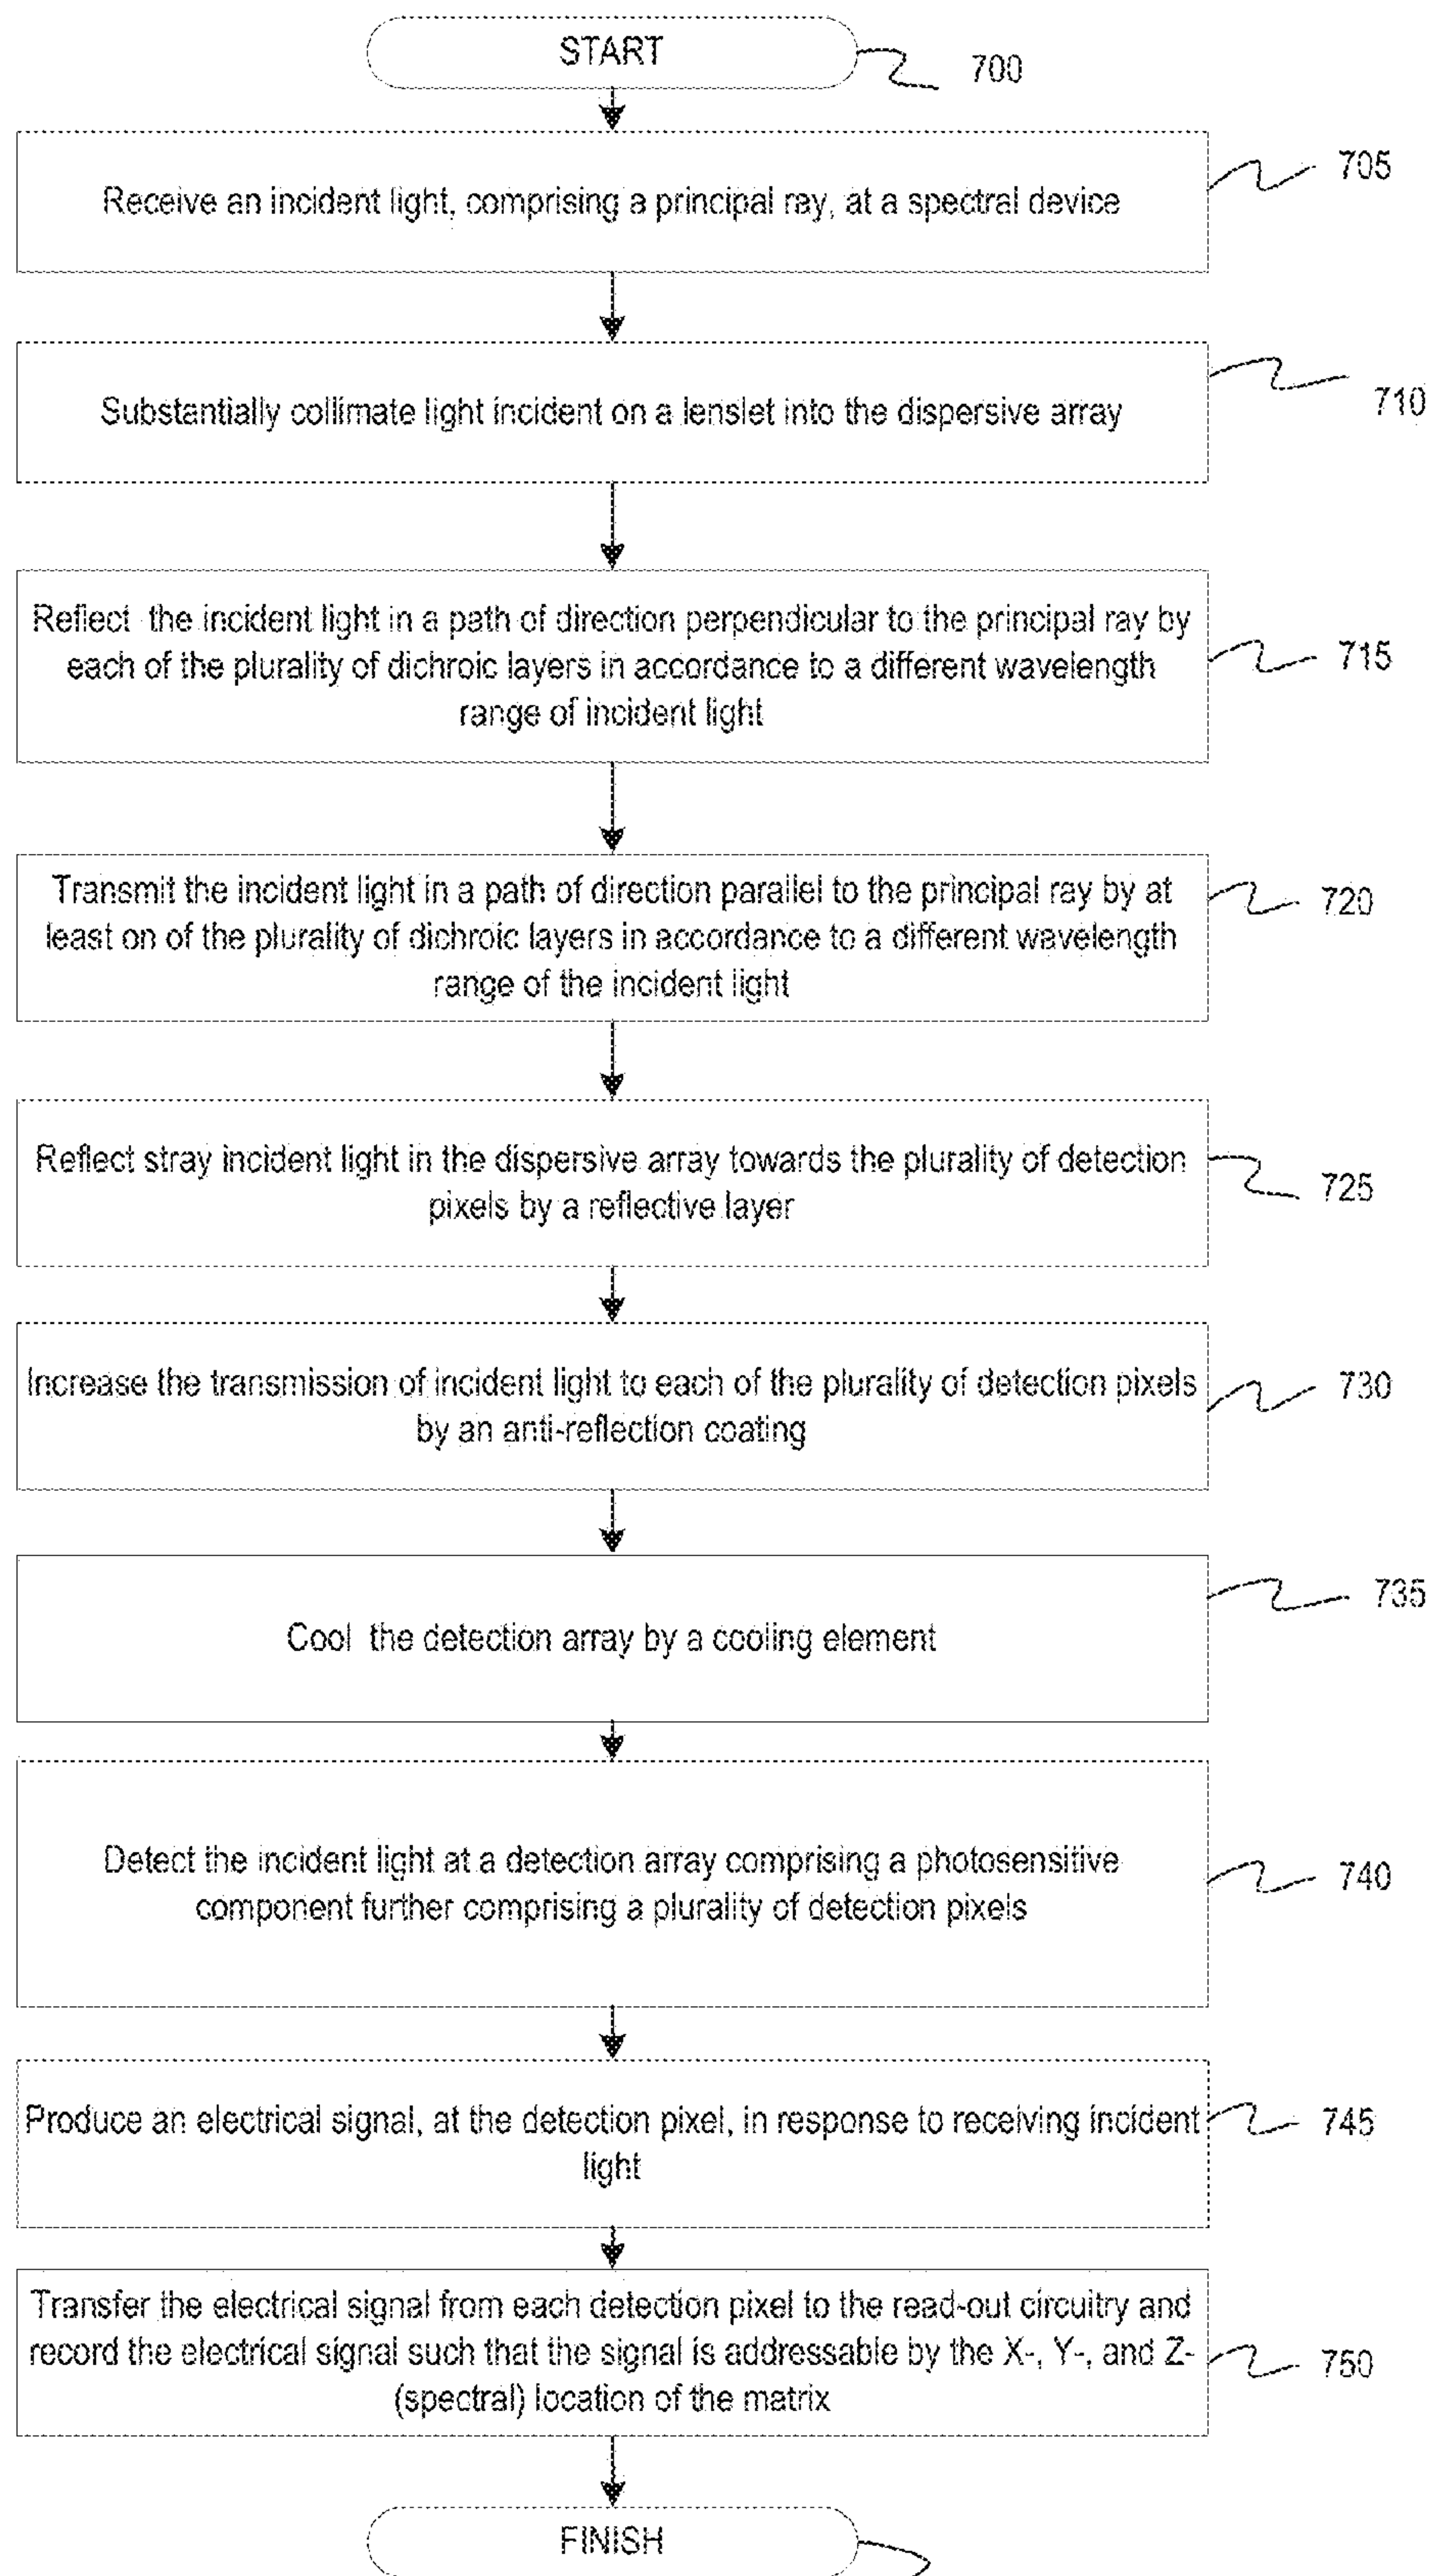 START
700
Receive an incident light, comprising a principal ray, at a spectral device
705
Substantially collimate light incident on a lenslet into the dispersive array
710
Reflect the incident light in a path of direction perpendicular to the principal ray by
each of the plurality of dichroic layers in accordance to a different wavelength
range of incident light
715
Transmit the incident light in a path of direction parallel to the principal ray by at
least on of the plurality of dichroic layers in accordance to a different wavelength
range of the incident light
720
Reflect stray incident light in the dispersive array towards the plurality of detection
pixels by a reflective layer
725
Increase the transmission of incident light to each of the plurality of detection pixels
by an anti-reflection coating
730
Cool the detection array by a cooling element
735
Detect the incident light at a detection array comprising a photosensitive
component further comprising a plurality of detection pixels
740
Produce an electrical signal, at the detection pixel, in response to receiving incident
light
745
Transfer the electrical signal from each detection pixel to the read-out circuitry and
record the electrical signal such that the signal is addressable by the X-, Y-, and Z-
(spectral) location of the matrix
750
FINISH